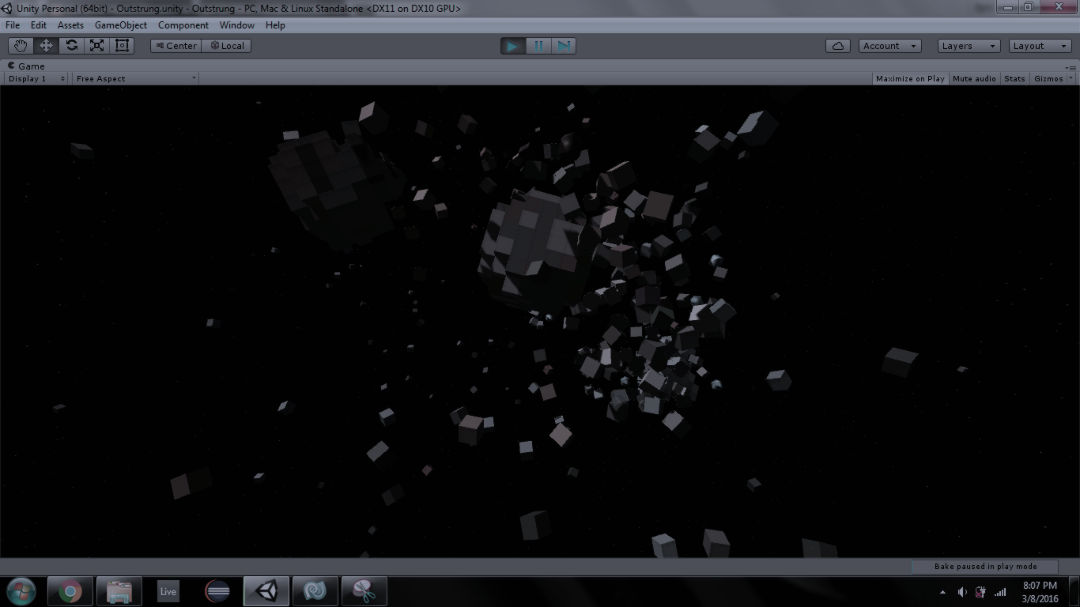 Unity Personal (64bit) - Outstrung.unity - Outstrung - PC, Mac & Linux Standalone <DX11 on DX10 GPU>
File Edit Assets GameObject Component Window Help
Center Local Account Layers Layout
Game
Display 1 Free Aspect Maximize on Play Mute audio Stats Gizmos
Bake paused in play mode
Live
8:07 PM
3/8/2016